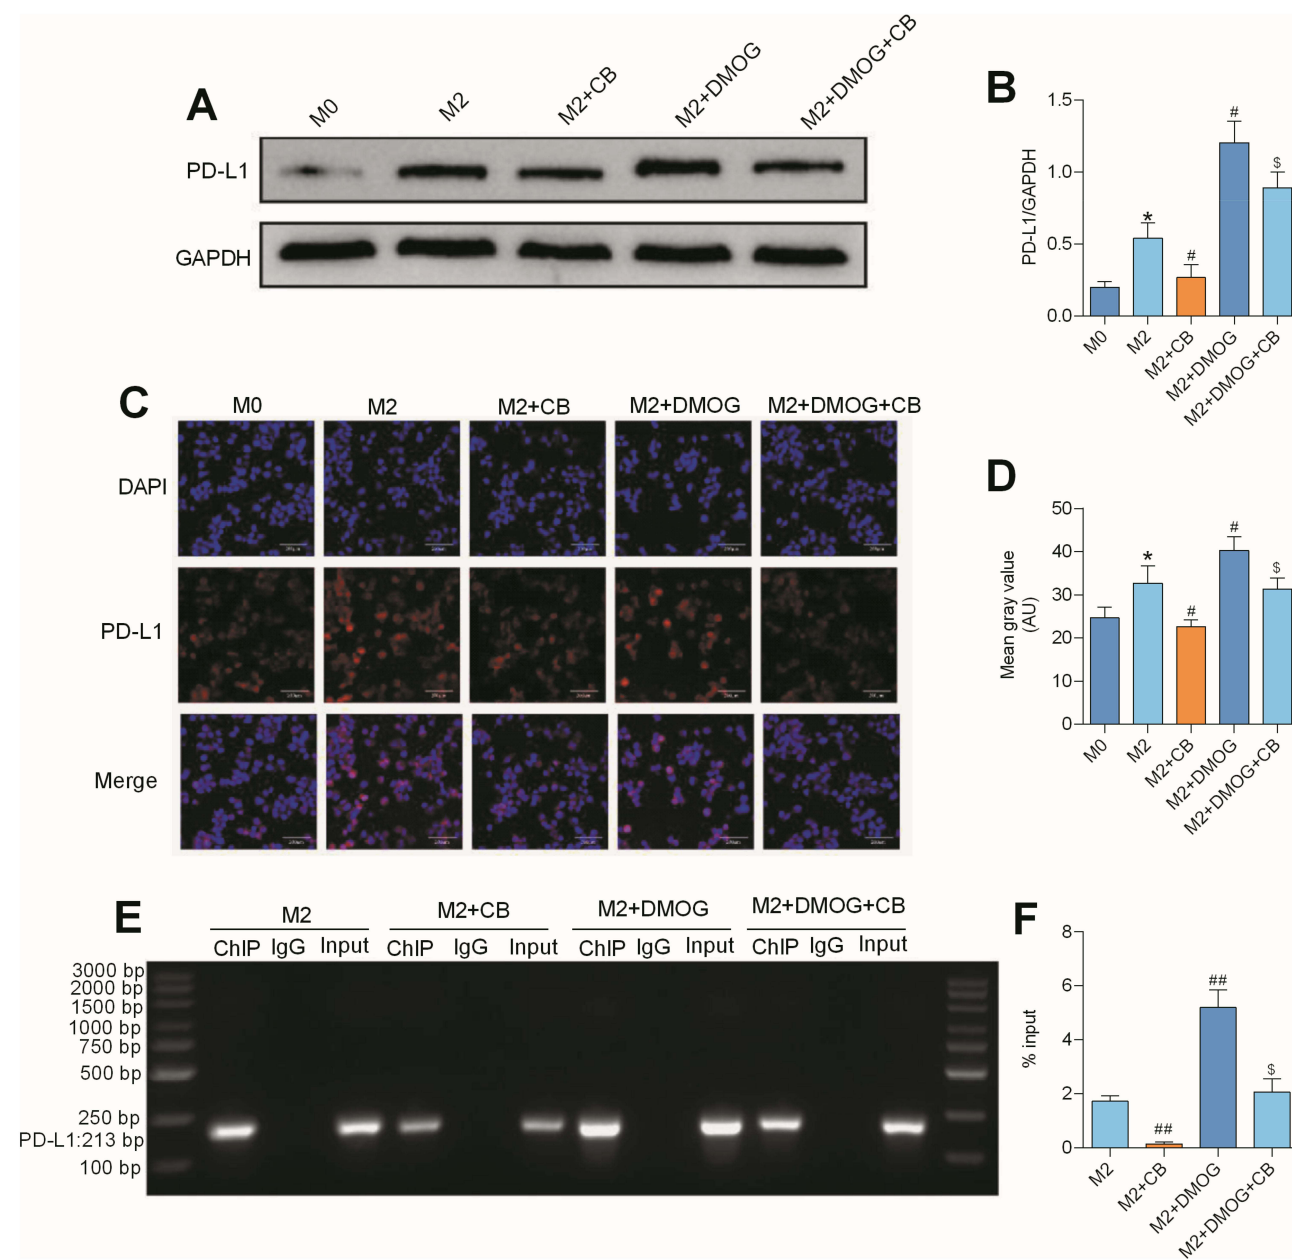 A
M0
M2
M2+CB
M2+DMOG
M2+DMOG+CB
PD-L1
GAPDH
B
PD-L1/GAPDH
1.5
1.0
0.5
0.0
*
#
#
$
M0
M2
M2+CB
M2+DMOG
M2+DMOG+CB
C
M0
M2
M2+CB
M2+DMOG
M2+DMOG+CB
DAPI
PD-L1
Merge
D
Mean gray value
(AU)
50
40
30
20
10
0
*
#
#
$
M0
M2
M2+CB
M2+DMOG
M2+DMOG+CB
E
M2
M2+CB
M2+DMOG
M2+DMOG+CB
ChIP IgG Input ChIP IgG Input ChIP IgG Input ChIP IgG Input
3000 bp
2000 bp
1500 bp
1000 bp
750 bp
500 bp
250 bp
PD-L1:213 bp
100 bp
F
% input
8
6
4
2
0
##
##
$
M2
M2+CB
M2+DMOG
M2+DMOG+CB